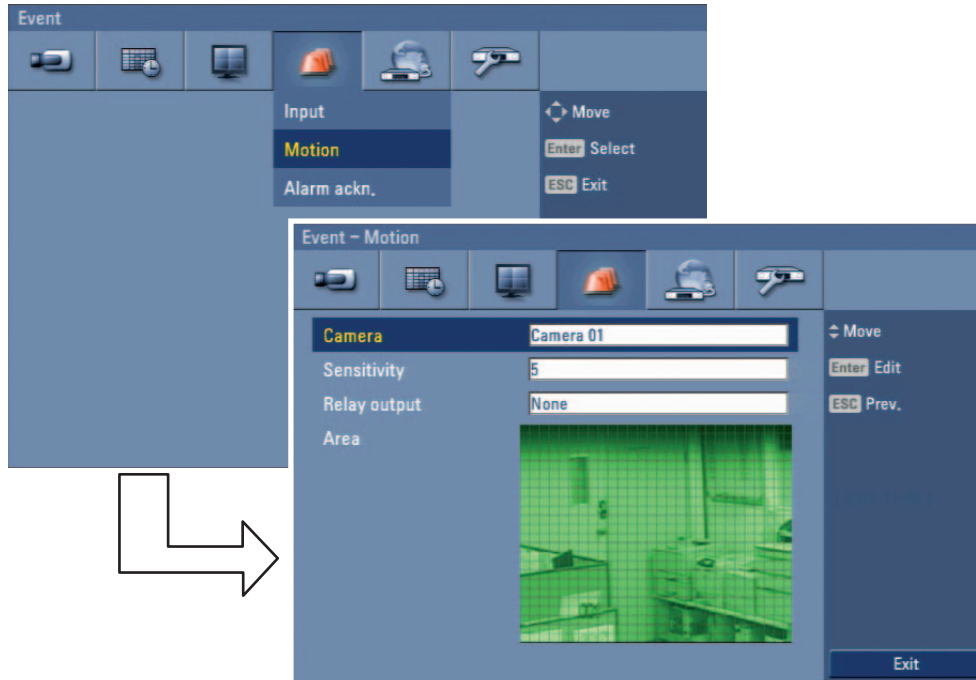 Event
Input
Motion
Alarm ackn.
Move
Enter Select
ESC Exit
Event – Motion
Camera Camera 01
Sensitivity 5
Relay output None
Area
Move
Enter Edit
ESC Prev.
Exit